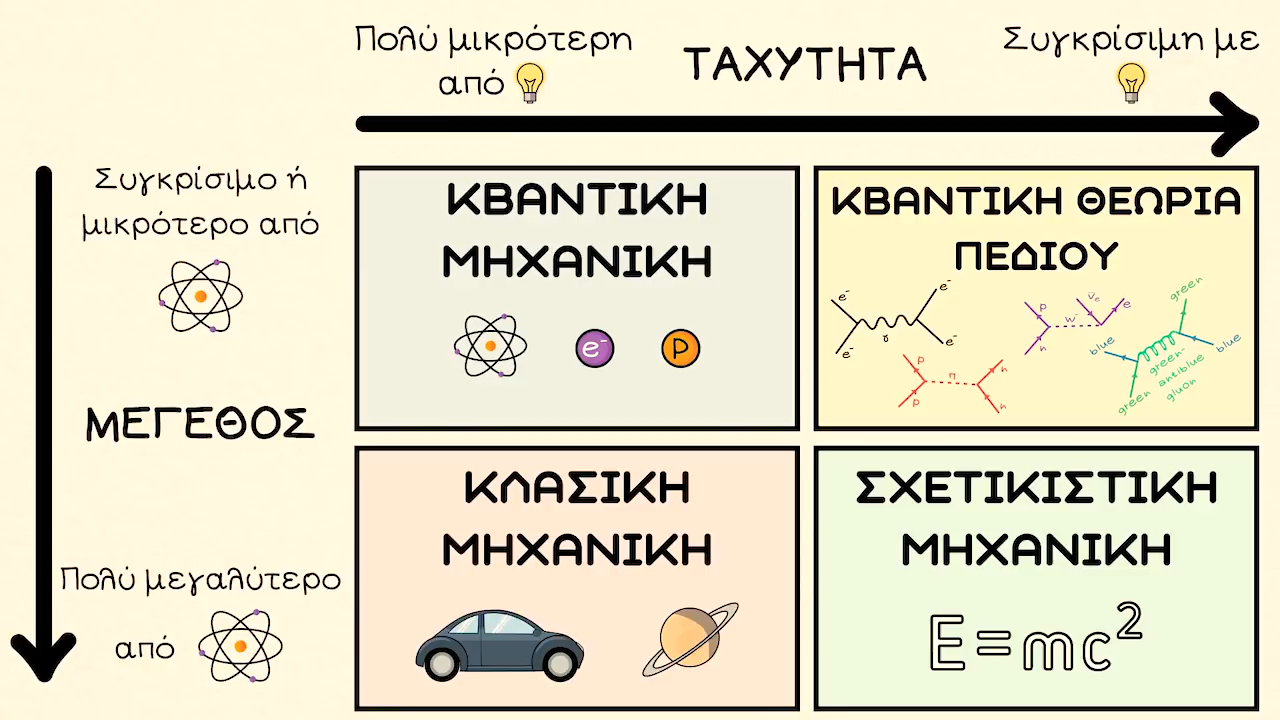 Πολύ μικρότερη
από
ΤΑΧΥΤΗΤΑ
Συγκρίσιμη με
Συγκρίσιμο ή
μικρότερο από
ΜΕΓΕΘΟΣ
Πολύ μεγαλύτερο
από
ΚΒΑΝΤΙΚΗ
ΜΗΧΑΝΙΚΗ
e⁻
P
ΚΒΑΝΤΙΚΗ ΘΕΩΡΙΑ
ΠΕΔΙΟΥ
e⁻
e⁻
γ
e⁻
e⁻
p
ν̅e
e
W⁻
n
p
p
π
n
n
green
blue
blue
green-
antiblue
gluon
green
ΚΛΑΣΙΚΗ
ΜΗΧΑΝΙΚΗ
ΣΧΕΤΙΚΙΣΤΙΚΗ
ΜΗΧΑΝΙΚΗ
E=mc²